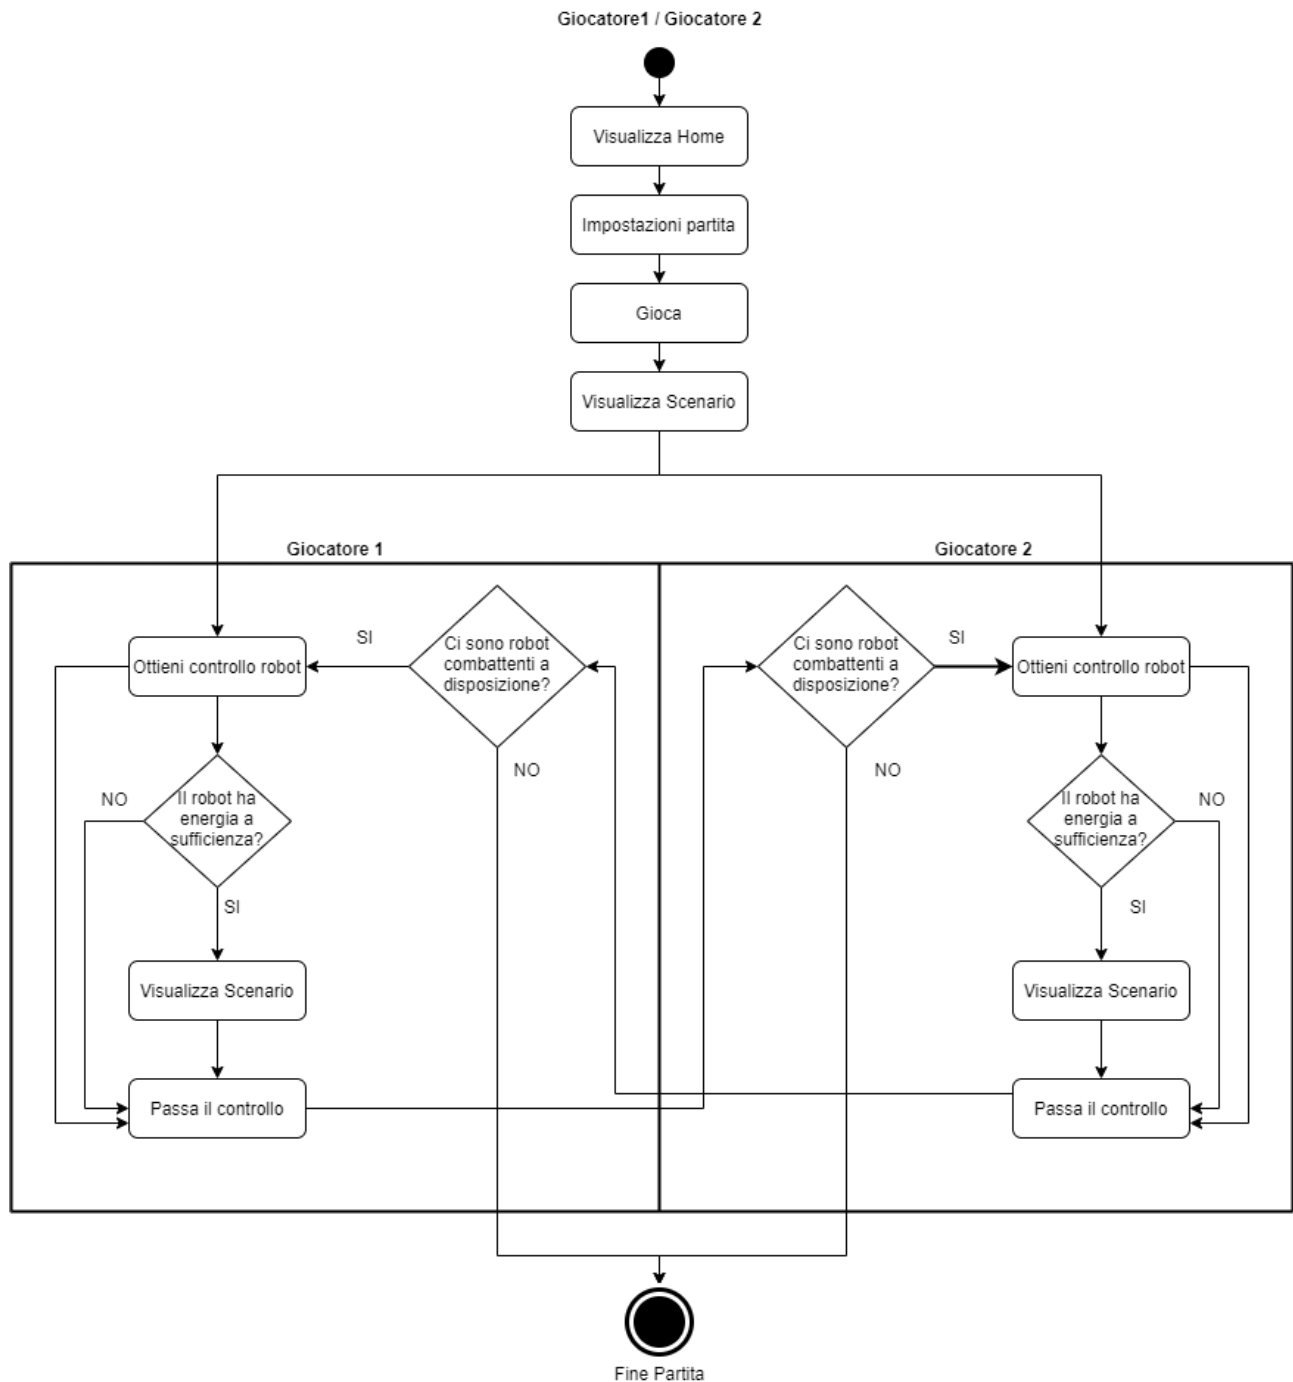 Giocatore1 / Giocatore 2
Visualizza Home
Impostazioni partita
Gioca
Visualizza Scenario
Giocatore 1
Giocatore 2
Ottieni controllo robot
SI
Ci sono robot
combattenti a
disposizione?
NO
NO
Il robot ha
energia a
sufficienza?
SI
Visualizza Scenario
Passa il controllo
Ci sono robot
combattenti a
disposizione?
SI
Ottieni controllo robot
NO
Il robot ha
energia a
sufficienza?
NO
SI
Visualizza Scenario
Passa il controllo
Fine Partita